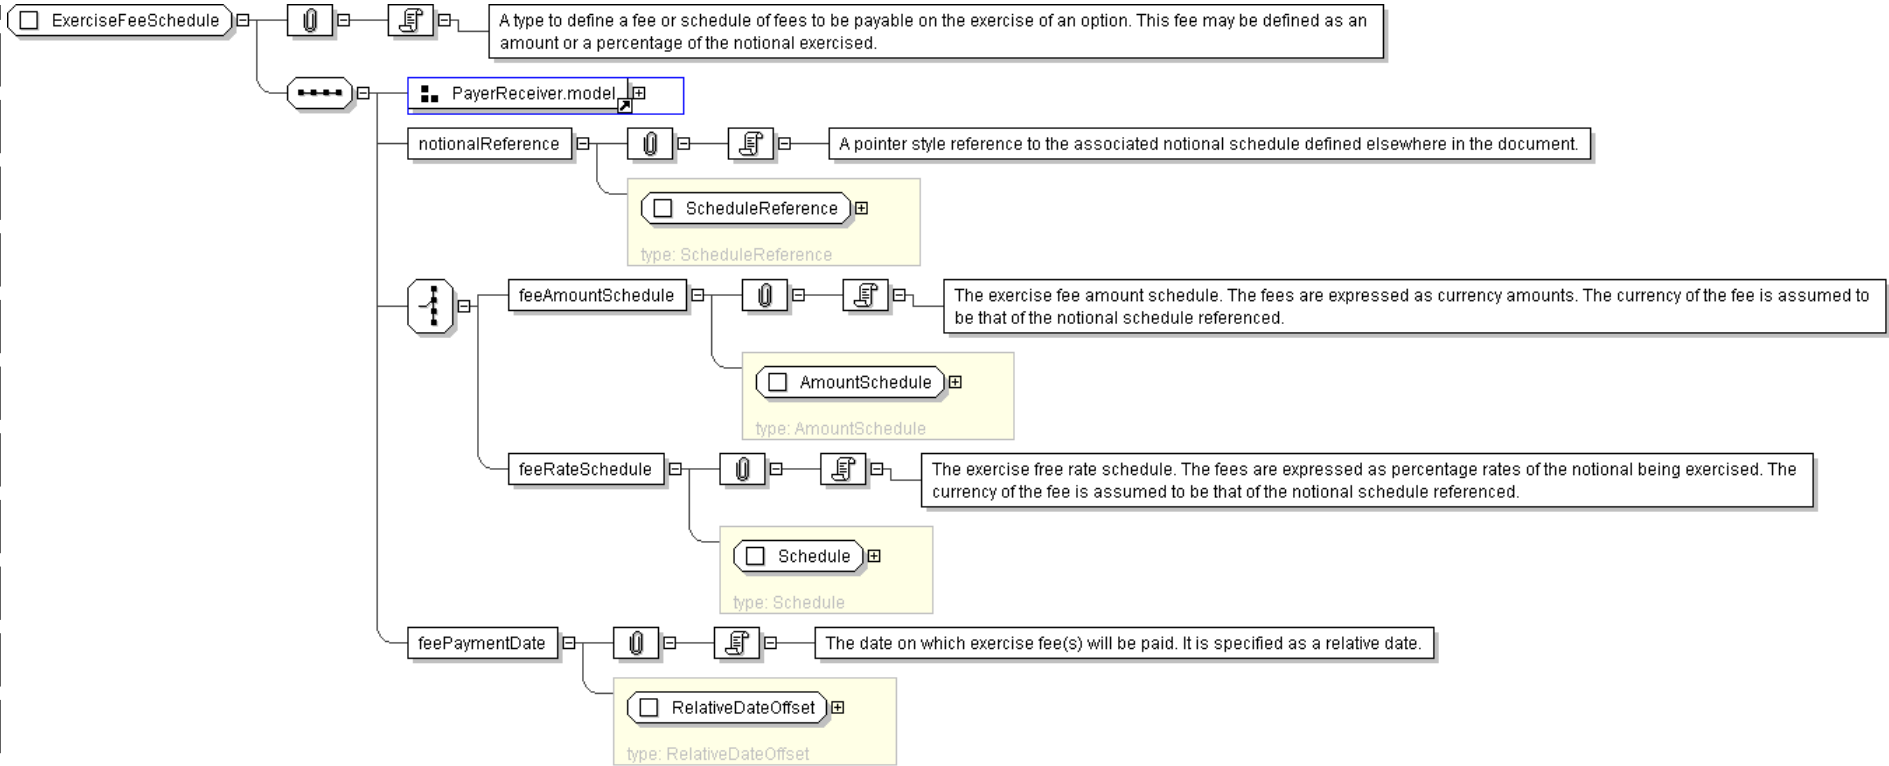 ExerciseFeeSchedule
A type to define a fee or schedule of fees to be payable on the exercise of an option. This fee may be defined as an
amount or a percentage of the notional exercised.
PayerReceiver.model
notionalReference
A pointer style reference to the associated notional schedule defined elsewhere in the document.
ScheduleReference
type: ScheduleReference
feeAmountSchedule
The exercise fee amount schedule. The fees are expressed as currency amounts. The currency of the fee is assumed to
be that of the notional schedule referenced.
AmountSchedule
type: AmountSchedule
feeRateSchedule
The exercise free rate schedule. The fees are expressed as percentage rates of the notional being exercised. The
currency of the fee is assumed to be that of the notional schedule referenced.
Schedule
type: Schedule
feePaymentDate
The date on which exercise fee(s) will be paid. It is specified as a relative date.
RelativeDateOffset
type: RelativeDateOffset